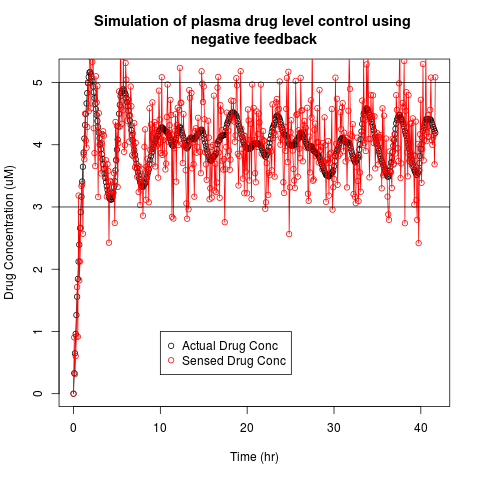 Simulation of plasma drug level control using
negative feedback
Drug Concentration (uM)
5
4
3
2
1
0
Actual Drug Conc
Sensed Drug Conc
0 10 20 30 40
Time (hr)